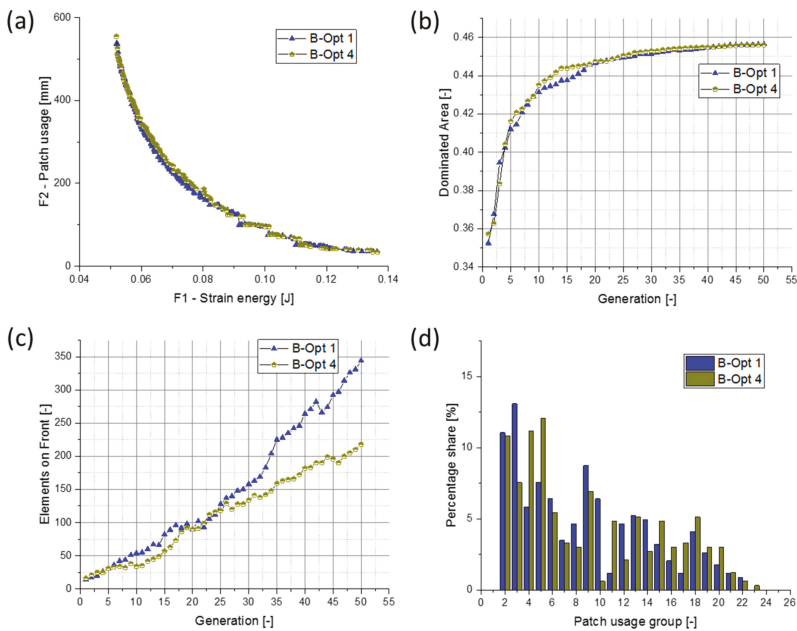 (a)
B-Opt 1
B-Opt 4
F2 - Patch usage [mm]
600
400
200
0
0.04 0.06 0.08 0.10 0.12 0.14
F1 - Strain energy [J]
(b)
B-Opt 1
B-Opt 4
Dominated Area [-]
0.46
0.44
0.42
0.40
0.38
0.36
0.34
0 5 10 15 20 25 30 35 40 45 50 55
Generation [-]
(c)
B-Opt 1
B-Opt 4
Elements on Front [-]
350
300
250
200
150
100
50
0
0 5 10 15 20 25 30 35 40 45 50 55
Generation [-]
(d)
B-Opt 1
B-Opt 4
Percentage share [%]
15
10
5
0
0 2 4 6 8 10 12 14 16 18 20 22 24 26
Patch usage group [-]